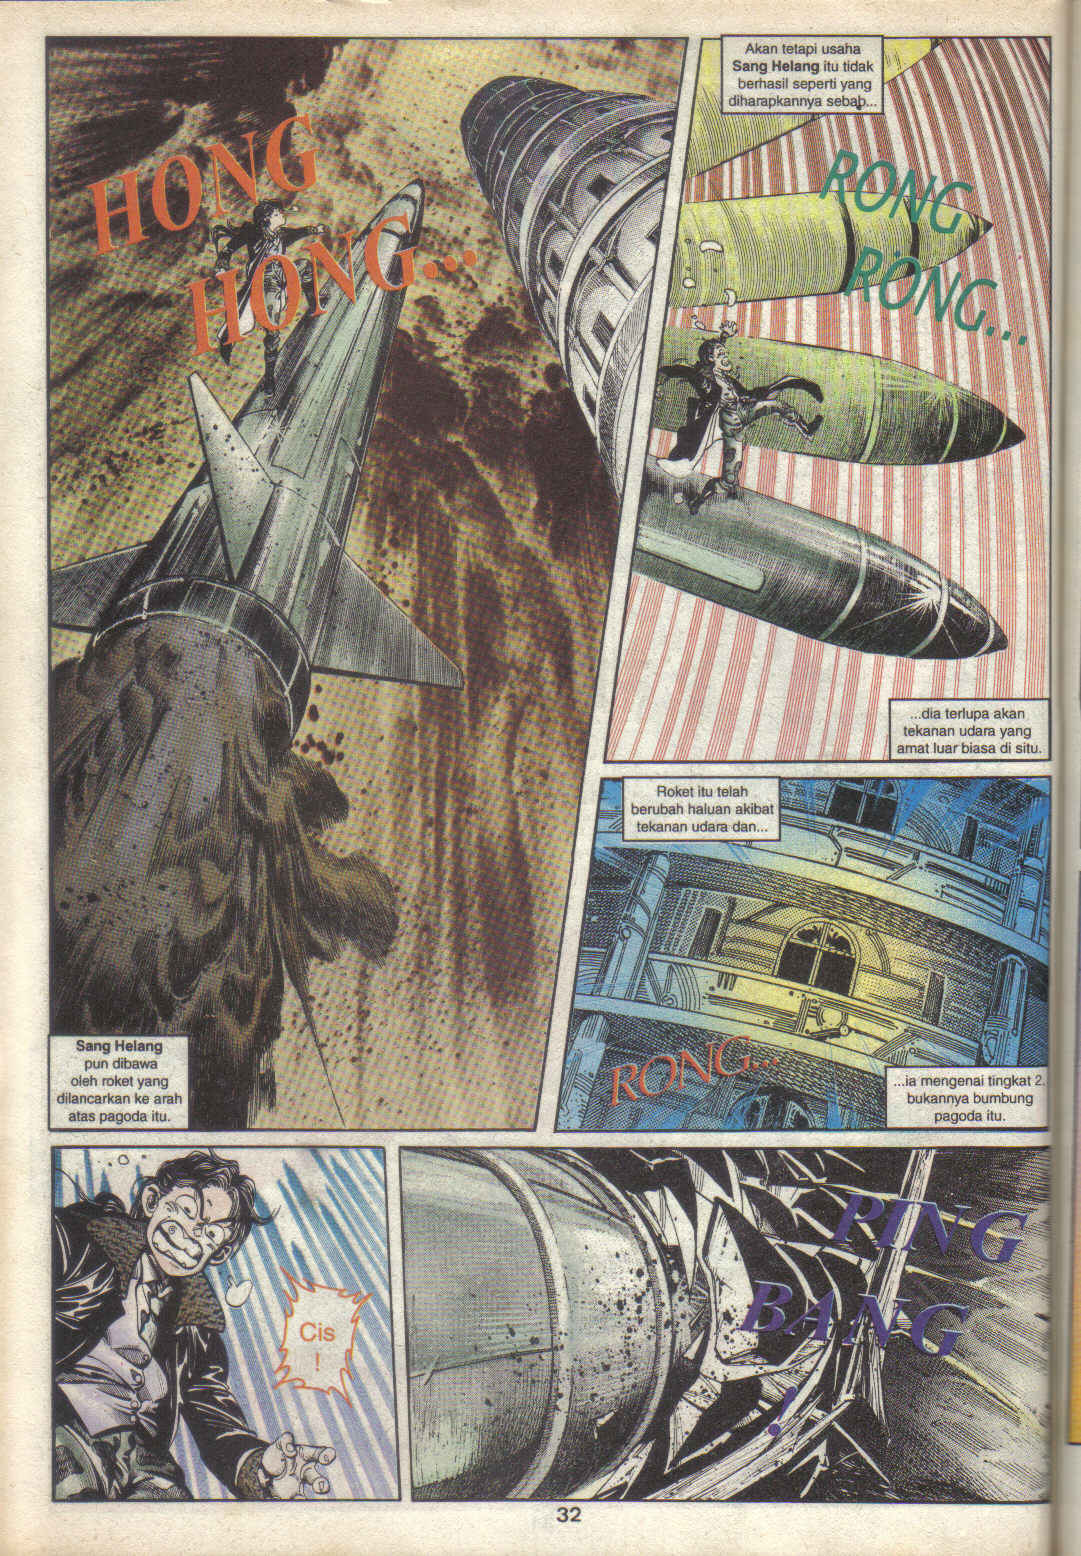 HONG
HONG...
Sang Helang
pun dibawa
oleh roket yang
dilancarkan ke arah
atas pagoda itu.
Akan tetapi usaha
Sang Helang itu tidak
berhasil seperti yang
diharapkannya sebab...
RONG
RONG...
...dia terlupa akan
tekanan udara yang
amat luar biasa di situ.
Roket itu telah
berubah haluan akibat
tekanan udara dan...
RONG...
...ia mengenai tingkat 2.
bukannya bumbung
pagoda itu.
Cis
!
PING
BANG
!
32